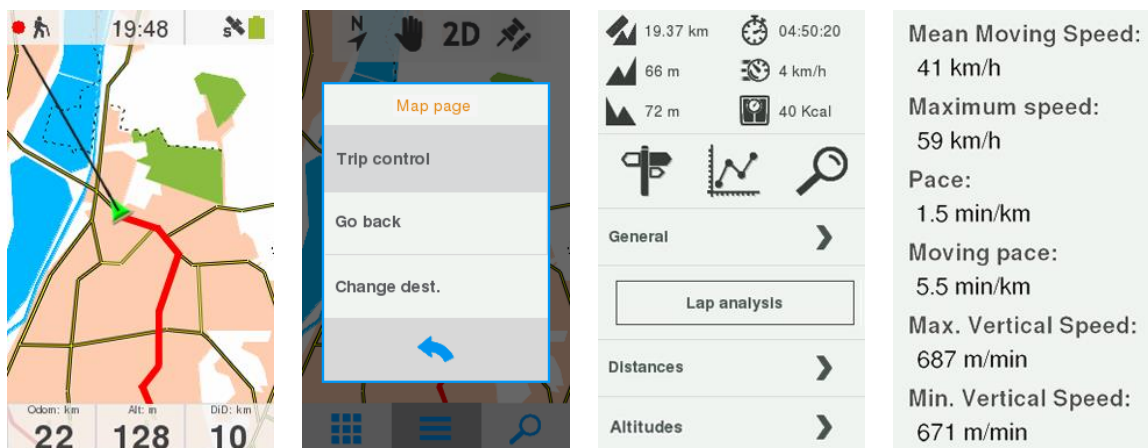 19:48
S
Odom: km
Alt: m
DiD: km
22
128
10
N
2D
Map page
Trip control
Go back
Change dest.
19.37 km
04:50:20
66 m
4 km/h
72 m
40 Kcal
General
Lap analysis
Distances
Altitudes
Mean Moving Speed:
41 km/h
Maximum speed:
59 km/h
Pace:
1.5 min/km
Moving pace:
5.5 min/km
Max. Vertical Speed:
687 m/min
Min. Vertical Speed:
671 m/min